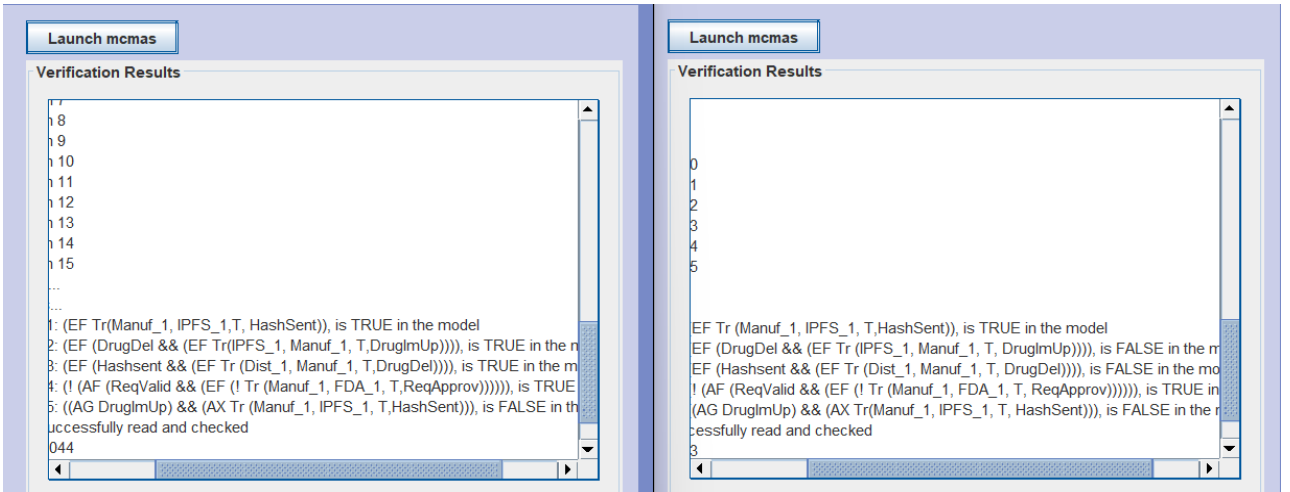 Launch mcmas
Verification Results
n 8
n 9
n 10
n 11
n 12
n 13
n 14
n 15
...
...
1: (EF Tr(Manuf_1, IPFS_1,T, HashSent)), is TRUE in the model
2: (EF (DrugDel && (EF Tr(IPFS_1, Manuf_1, T,DrugImUp)))), is TRUE in the n
3: (EF (Hashsent && (EF Tr (Dist_1, Manuf_1, T,DrugDel)))), is TRUE in the m
4: (! (AF (ReqValid && (EF (! Tr (Manuf_1, FDA_1, T,ReqApprov)))))), is TRUE
5: ((AG DrugImUp) && (AX Tr (Manuf_1, IPFS_1, T,HashSent))), is FALSE in th
uccessfully read and checked
044
Launch mcmas
Verification Results
0
1
2
3
4
5
EF Tr (Manuf_1, IPFS_1, T,HashSent)), is TRUE in the model
EF (DrugDel && (EF Tr (IPFS_1, Manuf_1, T, DrugImUp)))), is FALSE in the m
EF (Hashsent && (EF Tr (Dist_1, Manuf_1, T, DrugDel)))), is FALSE in the mo
! (AF (ReqValid && (EF (! Tr (Manuf_1, FDA_1, T, ReqApprov)))))), is TRUE in
(AG DrugImUp) && (AX Tr(Manuf_1, IPFS_1, T, HashSent))), is FALSE in the r
cessfully read and checked
3